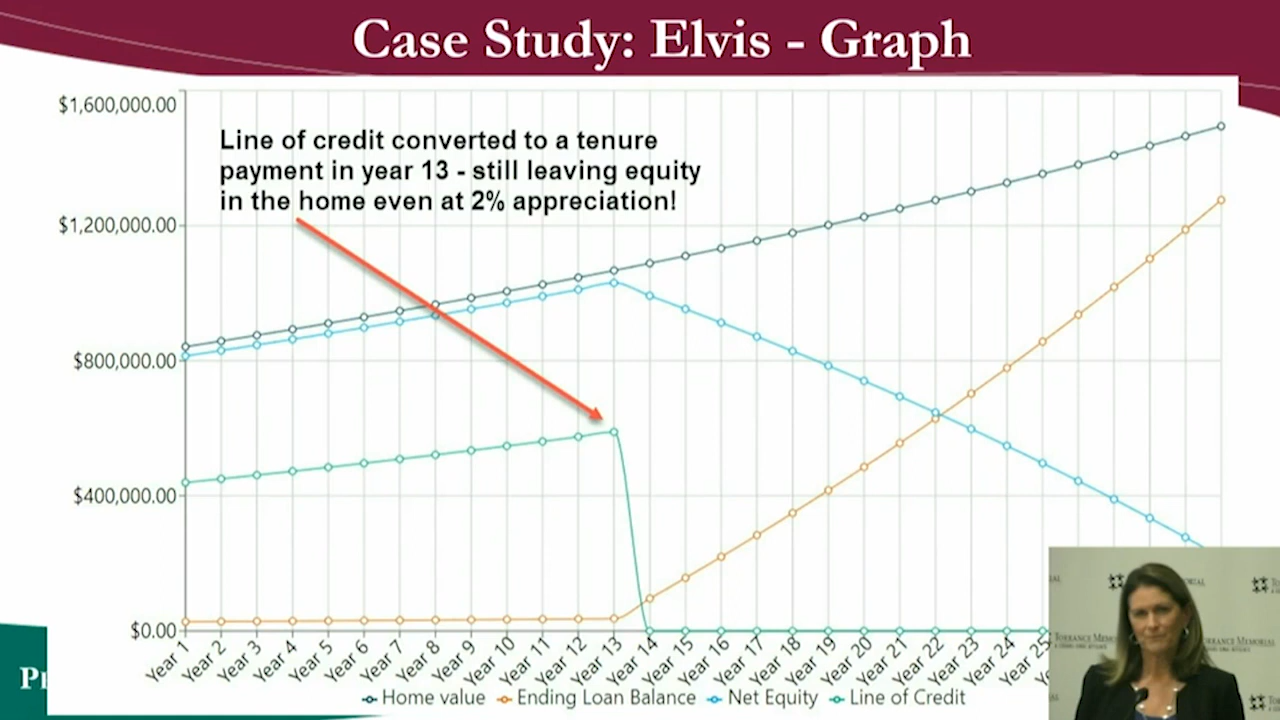 Case Study: Elvis - Graph
$1,600,000.00
Line of credit converted to a tenure
payment in year 13 - still leaving equity
in the home even at 2% appreciation!
$1,200,000.00
$800,000.00
$400,000.00
$0.00
Year 1
Year 2
Year 3
Year 4
Year 5
Year 6
Year 7
Year 8
Year 9
Year 10
Year 11
Year 12
Year 13
Year 14
Year 15
Year 16
Year 17
Year 18
Year 19
Year 20
Year 21
Year 22
Year 23
Year 24
Year 25
Home value
Ending Loan Balance
Net Equity
Line of Credit
TORRANCE MEMO
ORRANCE MEMORIAL